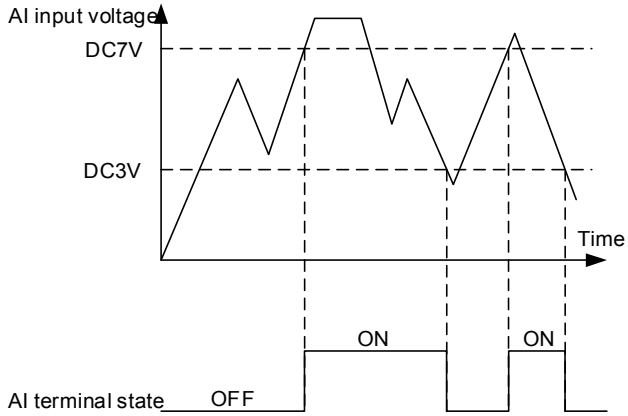 AI input voltage
DC7V
DC3V
Time
ON
ON
AI terminal state
OFF